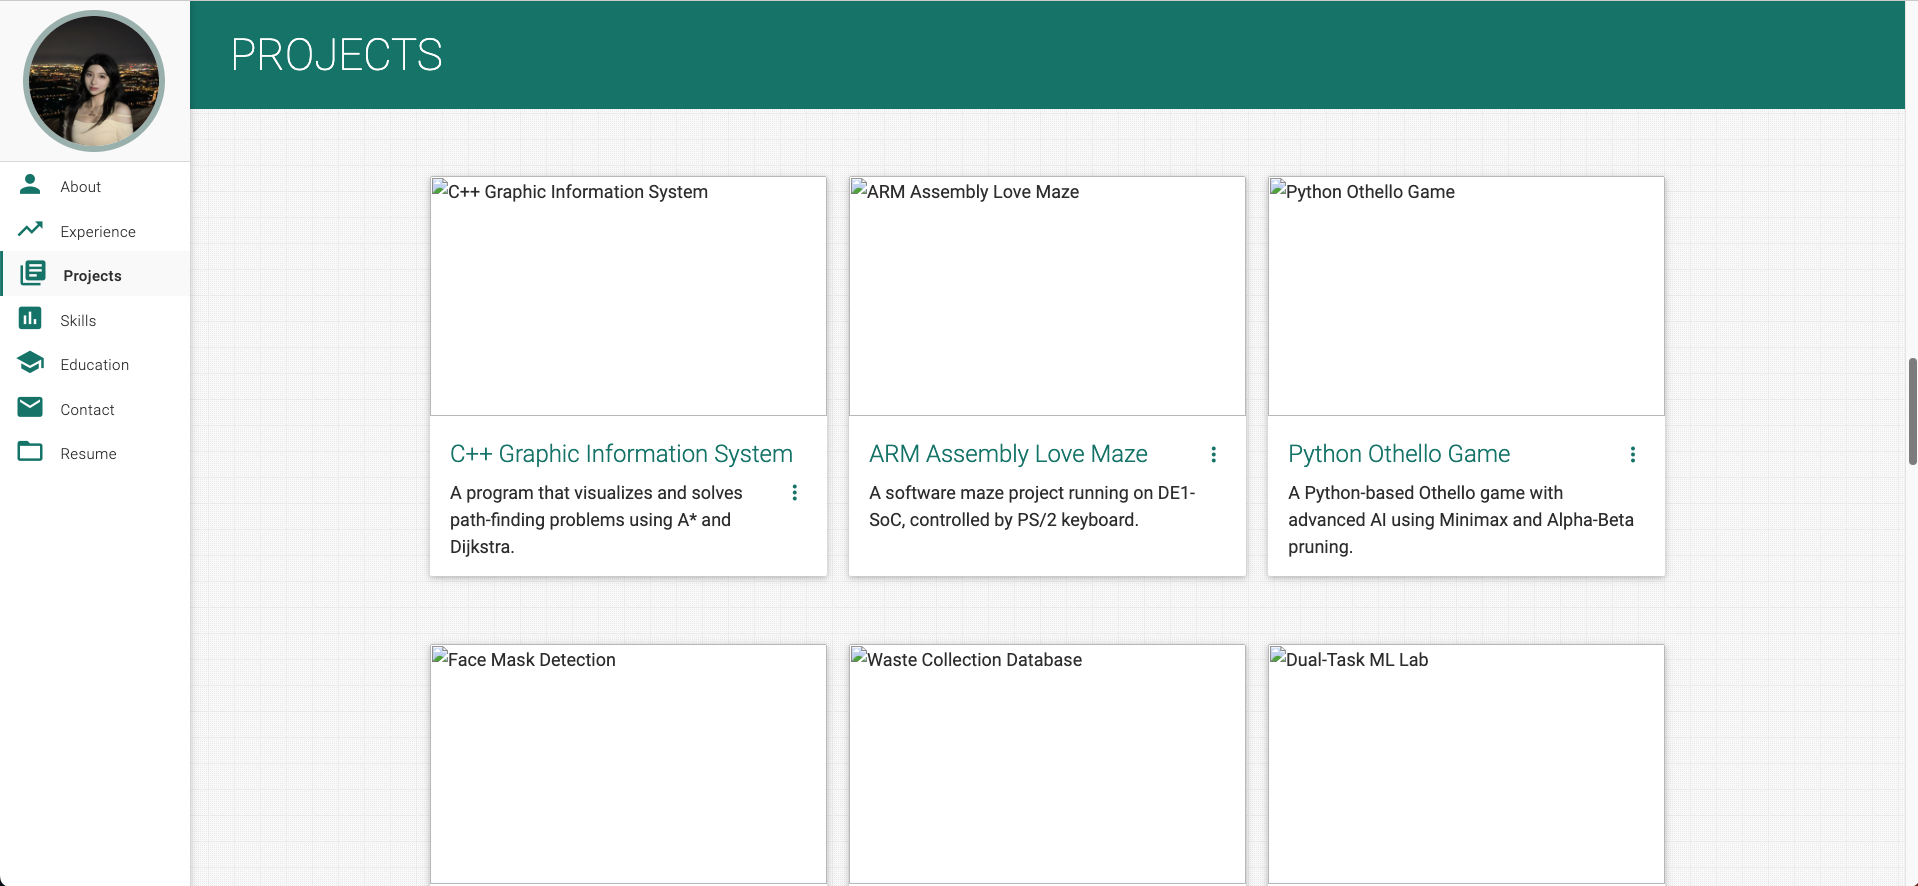 PROJECTS
About
Experience
Projects
Skills
Education
Contact
Resume
C++ Graphic Information System
ARM Assembly Love Maze
Python Othello Game
C++ Graphic Information System
A program that visualizes and solves
path-finding problems using A* and
Dijkstra.
ARM Assembly Love Maze
A software maze project running on DE1-
SoC, controlled by PS/2 keyboard.
Python Othello Game
A Python-based Othello game with
advanced AI using Minimax and Alpha-Beta
pruning.
Face Mask Detection
Waste Collection Database
Dual-Task ML Lab